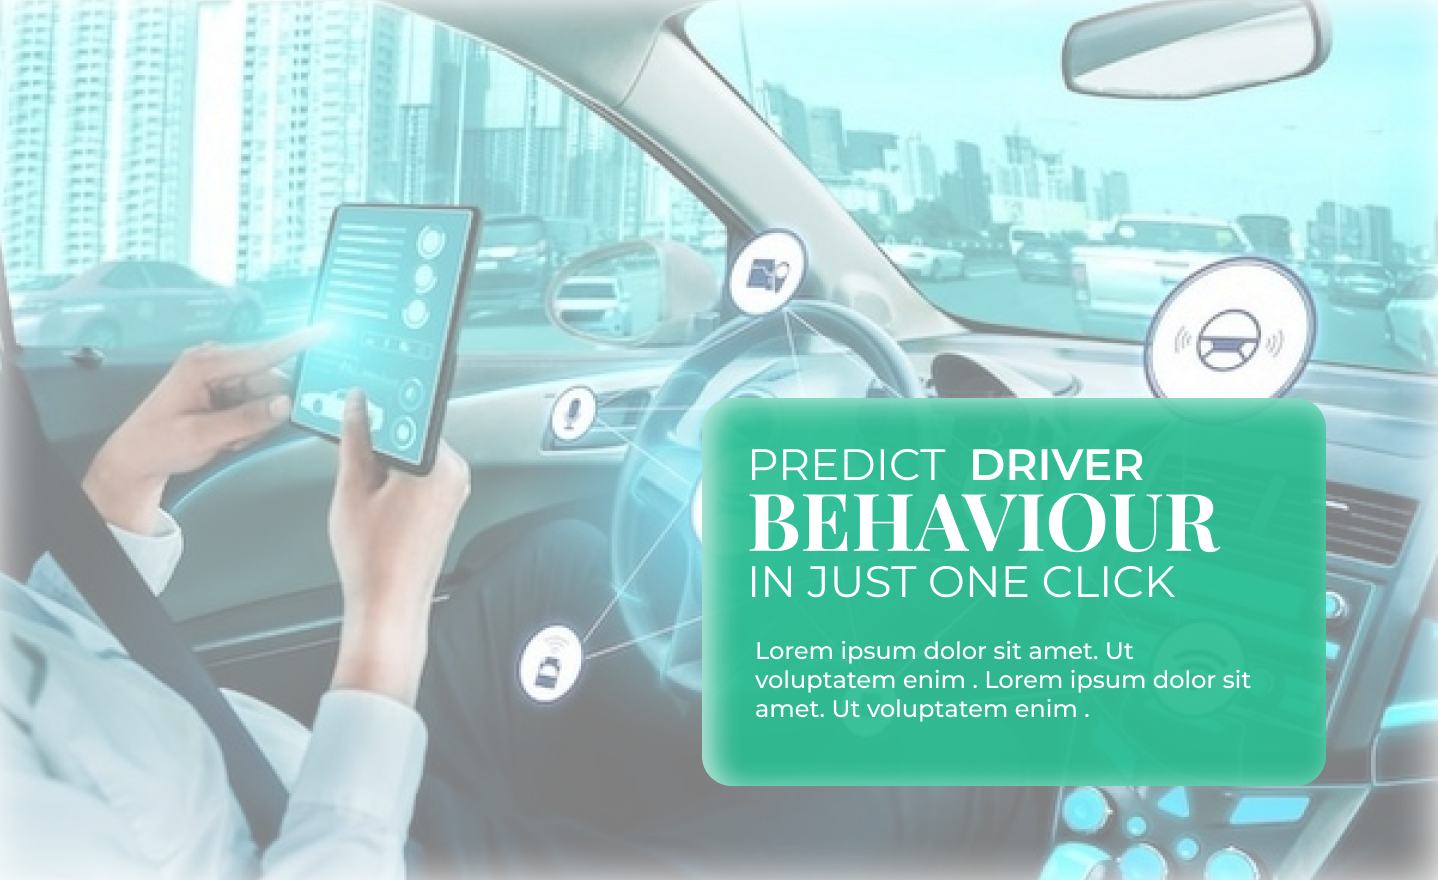 PREDICT DRIVER
BEHAVIOUR
IN JUST ONE CLICK
Lorem ipsum dolor sit amet. Ut
voluptatem enim . Lorem ipsum dolor sit
amet. Ut voluptatem enim .